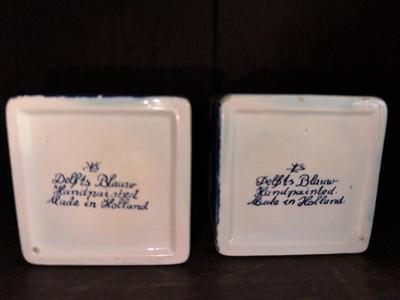 Delfts Blauw
Handpainted
Made in Holland
Delfts Blauw
Handpainted.
Made in Holland